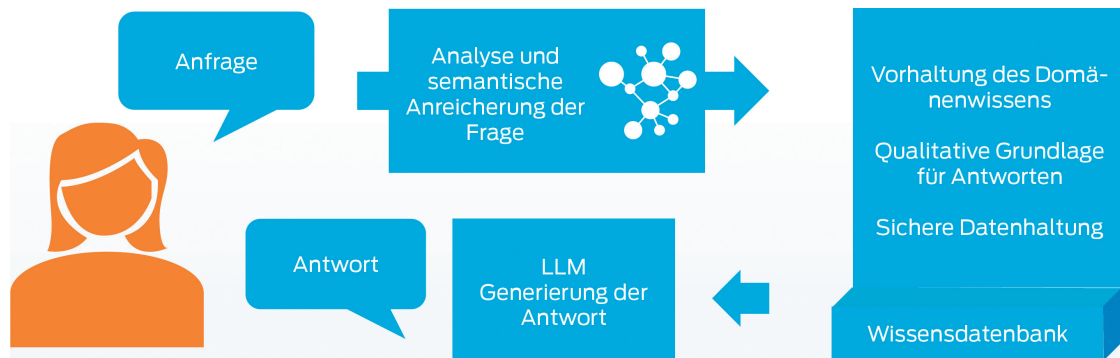 Anfrage
Analyse und
semantische
Anreicherung der
Frage
Vorhaltung des Domä-
nenwissens
Qualitative Grundlage
für Antworten
Sichere Datenhaltung
Wissensdatenbank
LLM
Generierung der
Antwort
Antwort